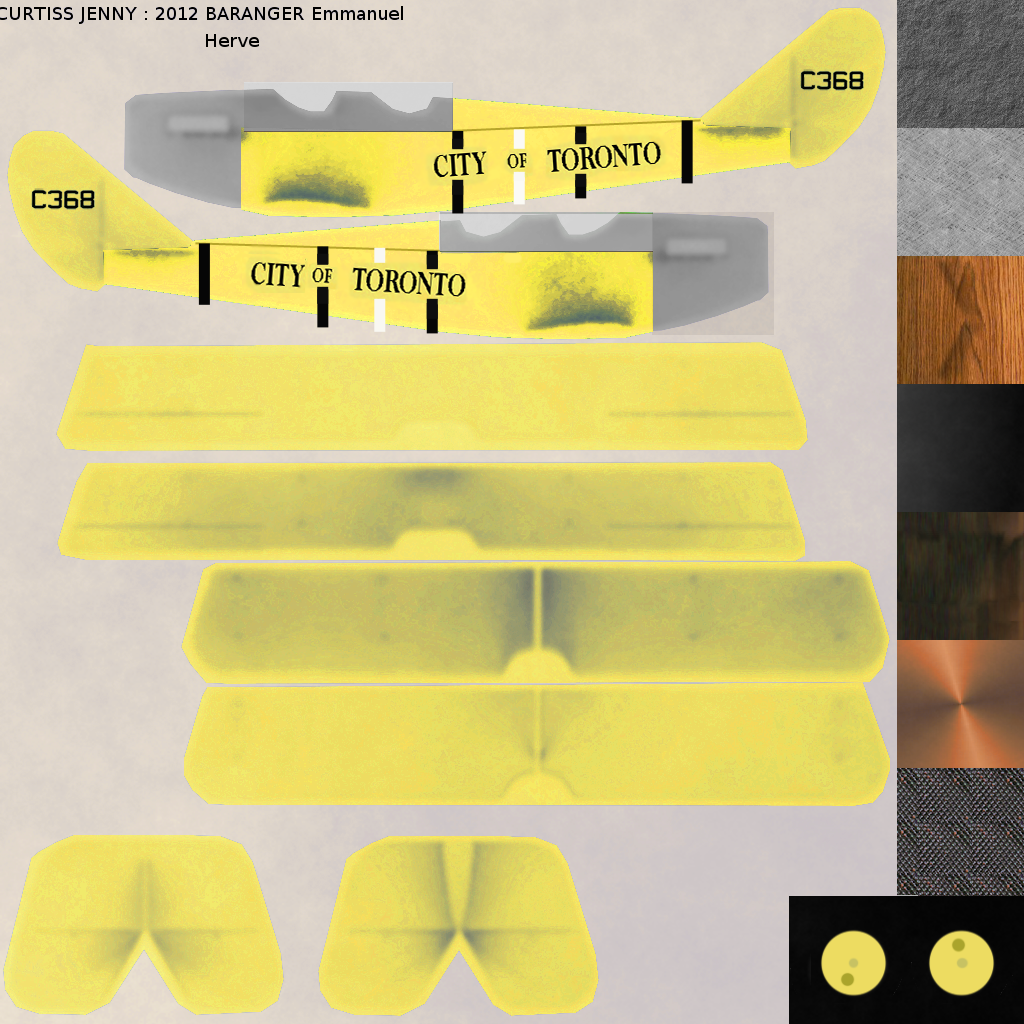 CURTISS JENNY : 2012 BARANGER Emmanuel
Herve
C368
CITY OF TORONTO
C368
CITY OF TORONTO